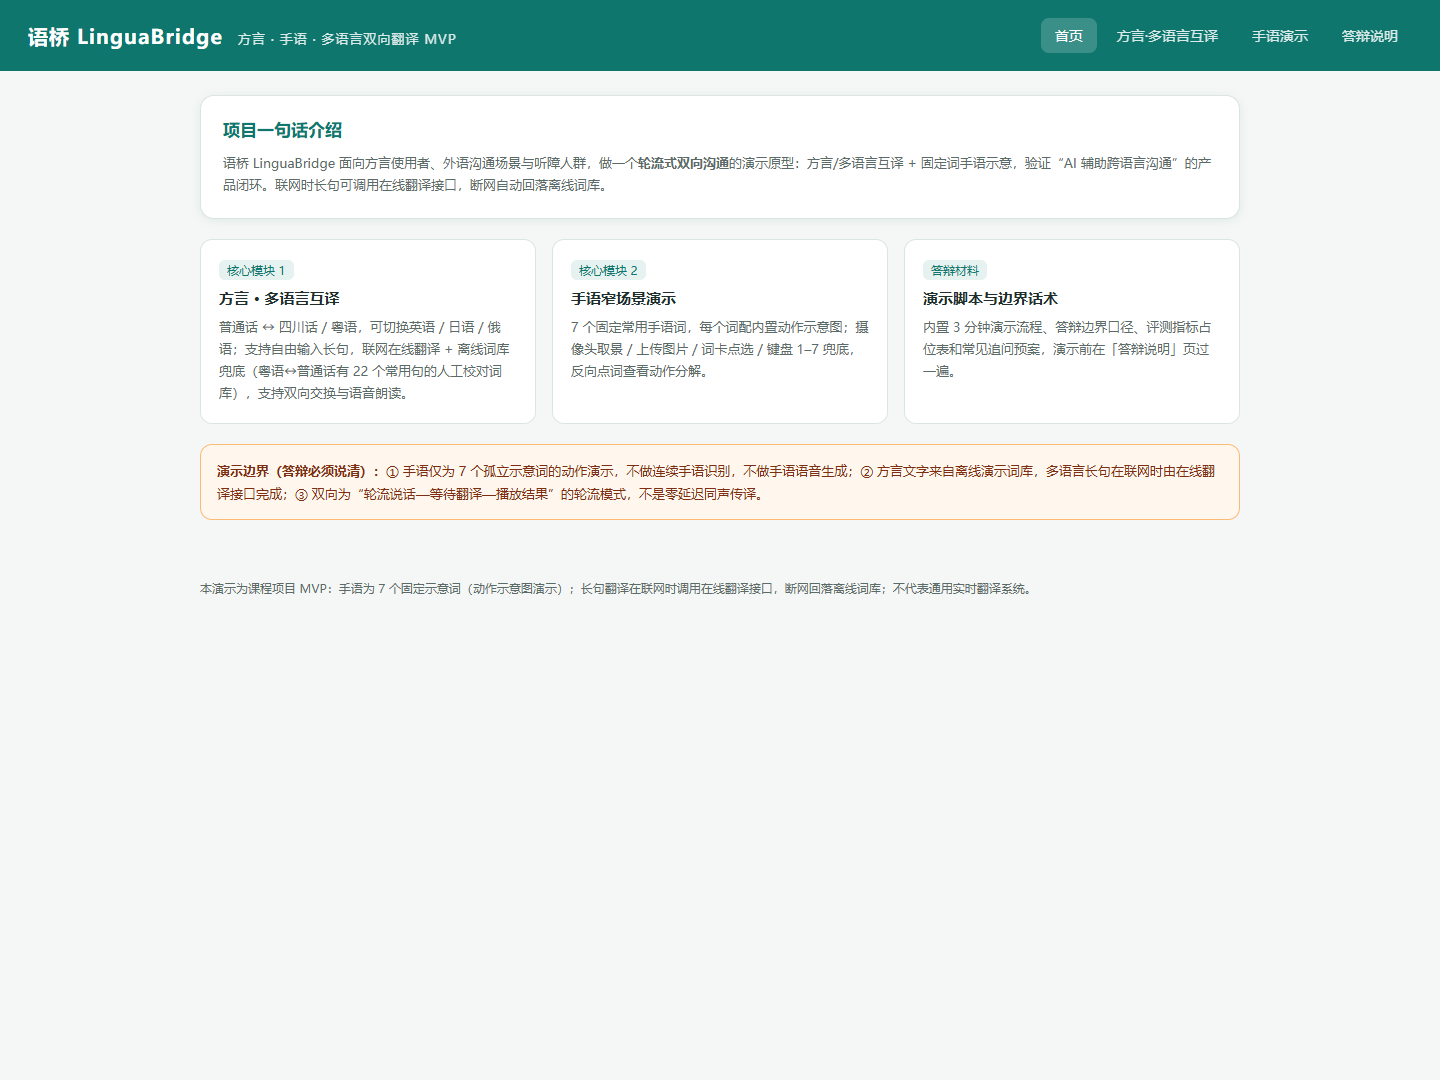 语桥 LinguaBridge 方言 · 手语 · 多语言双向翻译 MVP
首页 方言·多语言互译 手语演示 答辩说明
项目一句话介绍
语桥 LinguaBridge 面向方言使用者、外语沟通场景与听障人群，做一个轮流式双向沟通的演示原型：方言/多语言互译 + 固定词手语示意，验证“AI 辅助跨语言沟通”的产
品闭环。联网时长句可调用在线翻译接口，断网自动回落离线词库。
核心模块 1
方言 · 多语言互译
普通话 ↔ 四川话 / 粤语，可切换英语 / 日语 / 俄
语；支持自由输入长句，联网在线翻译 + 离线词库
兜底（粤语↔普通话有 22 个常用句的人工校对词
库），支持双向交换与语音朗读。
核心模块 2
手语窄场景演示
7 个固定常用手语词，每个词配内置动作示意图；摄
像头取景 / 上传图片 / 词卡点选 / 键盘 1–7 兜底，
反向点词查看动作分解。
答辩材料
演示脚本与边界话术
内置 3 分钟演示流程、答辩边界口径、评测指标占
位表和常见追问预案，演示前在「答辩说明」页过
一遍。
演示边界（答辩必须说清）：① 手语仅为 7 个孤立示意词的动作演示，不做连续手语识别，不做手语语音生成；② 方言文字来自离线演示词库，多语言长句在联网时由在线翻
译接口完成；③ 双向为“轮流说话—等待翻译—播放结果”的轮流模式，不是零延迟同声传译。
本演示为课程项目 MVP：手语为 7 个固定示意词（动作示意图演示）；长句翻译在联网时调用在线翻译接口，断网回落离线词库；不代表通用实时翻译系统。